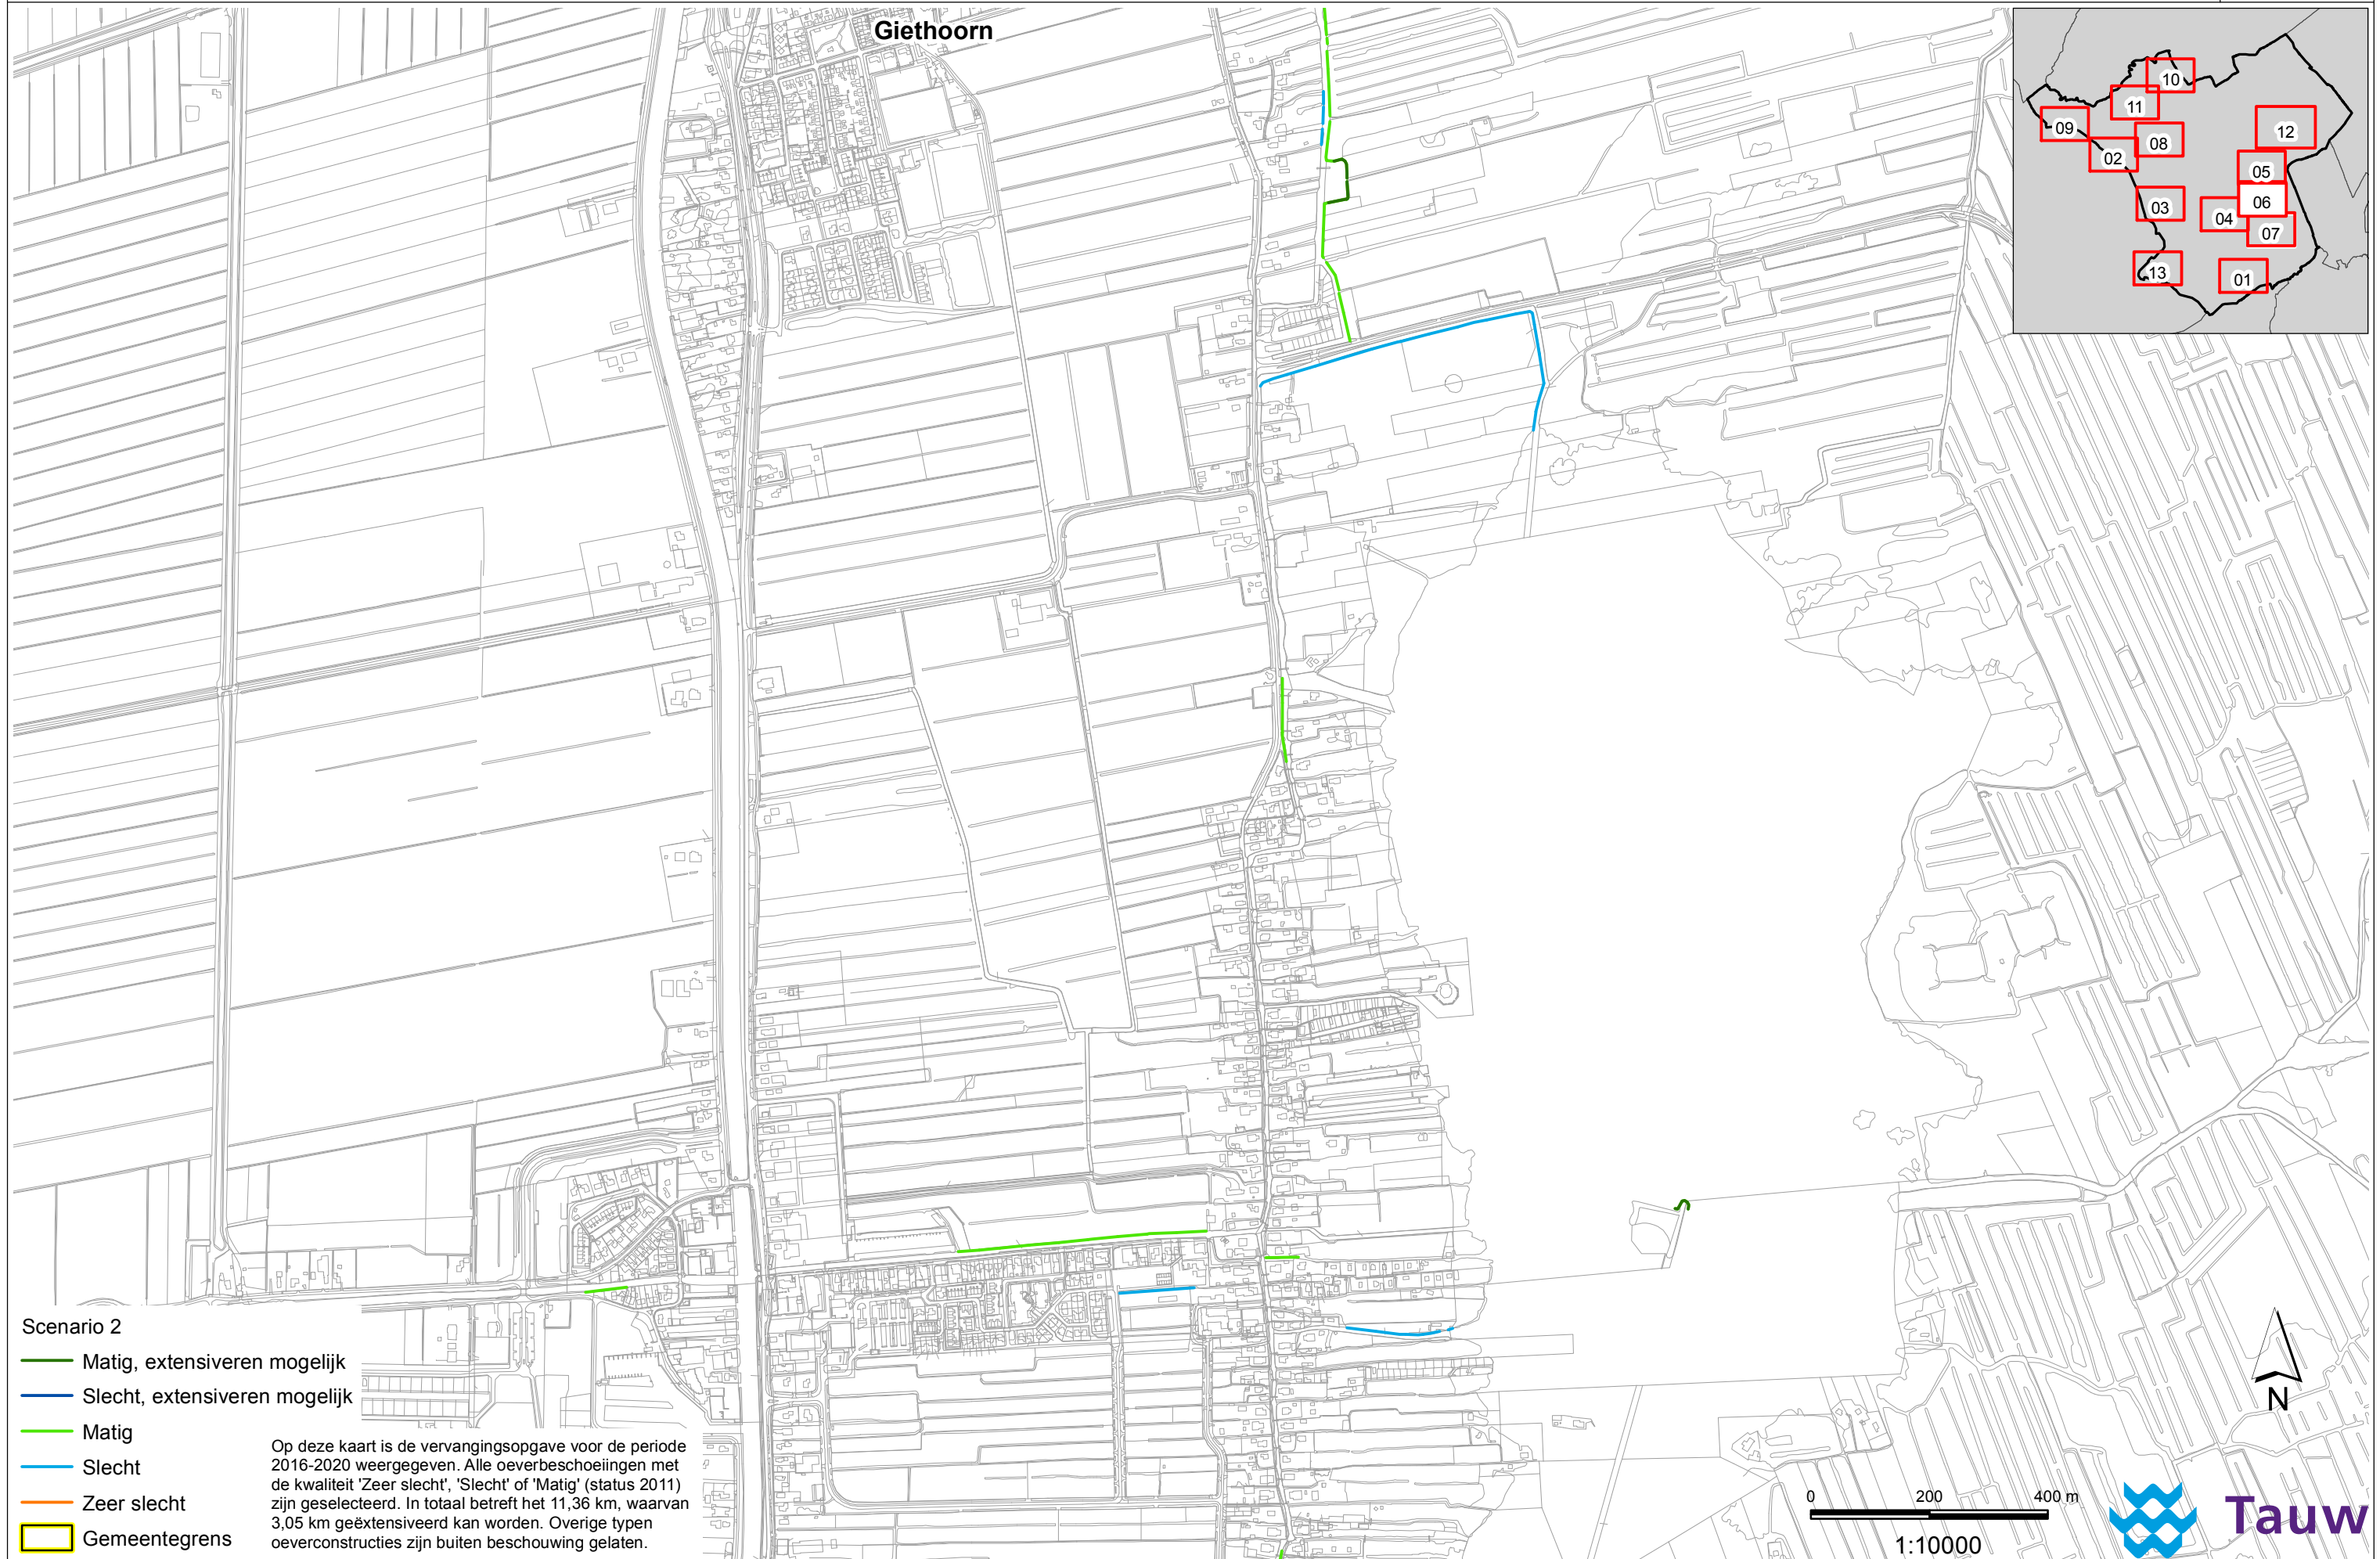 Giethoorn
10
11
09
12
08
02
05
06
03
04
07
13
01
Scenario 2
Matig, extensiveren mogelijk
Slecht, extensiveren mogelijk
Matig
Slecht
Zeer slecht
Gemeentegrens
Op deze kaart is de vervangingsopgave voor de periode
2016-2020 weergegeven. Alle oeverbeschoeiingen met
de kwaliteit 'Zeer slecht', 'Slecht' of 'Matig' (status 2011)
zijn geselecteerd. In totaal betreft het 11,36 km, waarvan
3,05 km geëxtensiveerd kan worden. Overige typen
oeverconstructies zijn buiten beschouwing gelaten.
N
0 200 400 m
1:10000
Tauw